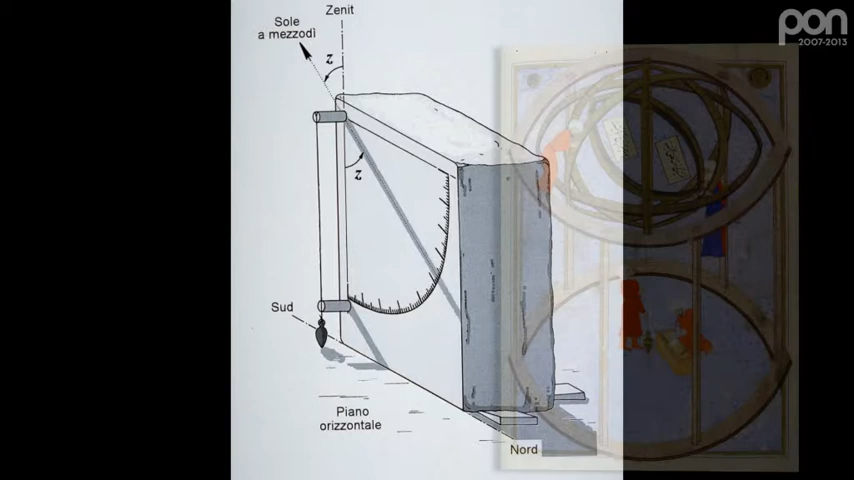 Zenit
Sole
a mezzodì
z
z
Sud
Piano
orizzontale
Nord
pon
2007-2013